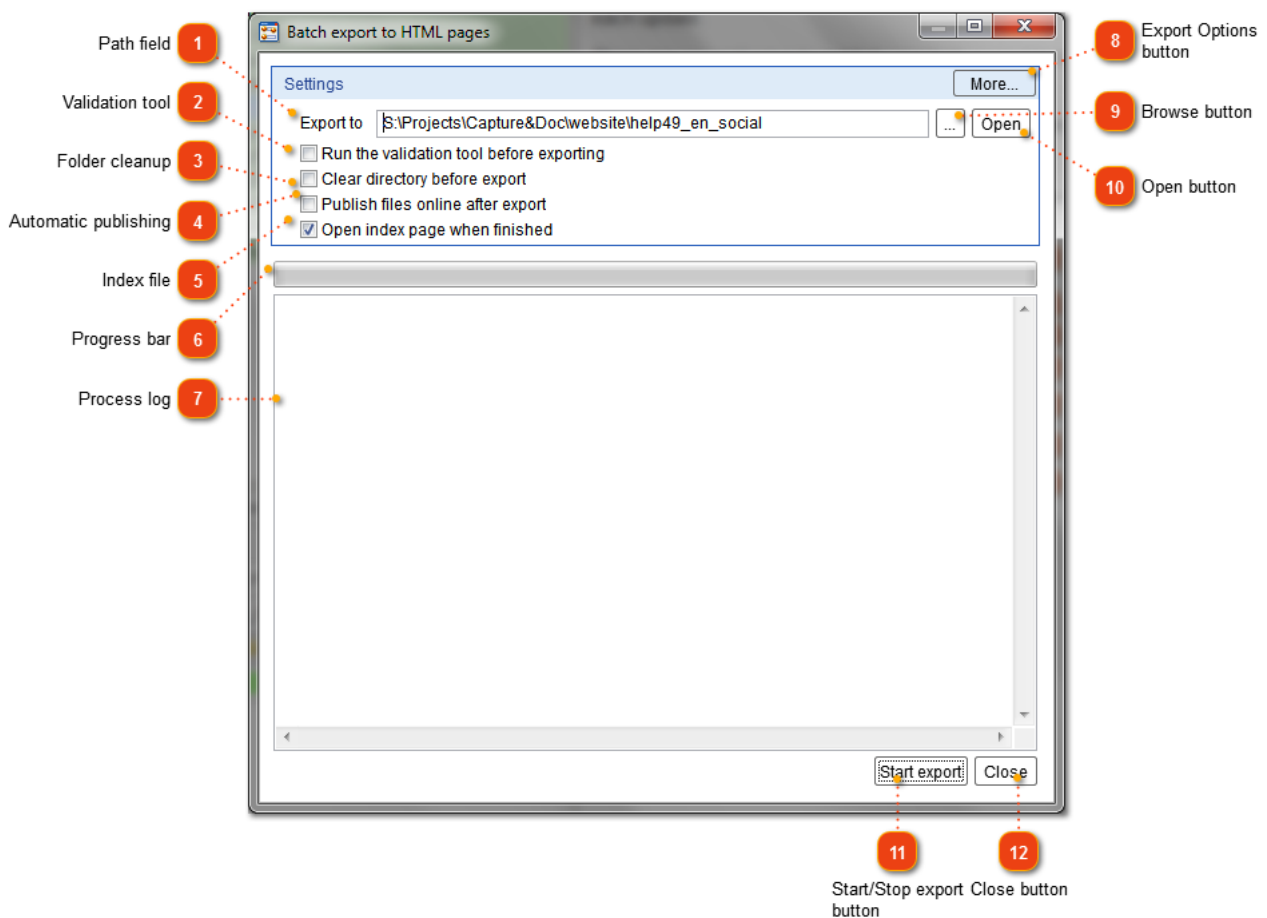 Batch export to HTML pages
Path field 1
8 Export Options
button
Settings
More...
Validation tool 2
Export to S:\Projects\Capture&Doc\website\help49_en_social ... Open
9 Browse button
Run the validation tool before exporting
Folder cleanup 3
Clear directory before export
10 Open button
Publish files online after export
Automatic publishing 4
Open index page when finished
Index file 5
Progress bar 6
Process log 7
Start export Close
11 12
Start/Stop export Close button
button